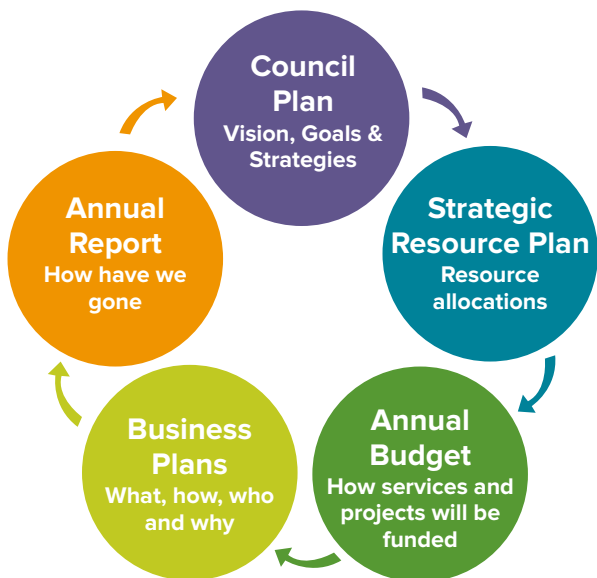 Council
Plan
Vision, Goals &
Strategies
Strategic
Resource Plan
Resource
allocations
Annual
Budget
How services and
projects will be
funded
Business
Plans
What, how, who
and why
Annual
Report
How have we
gone